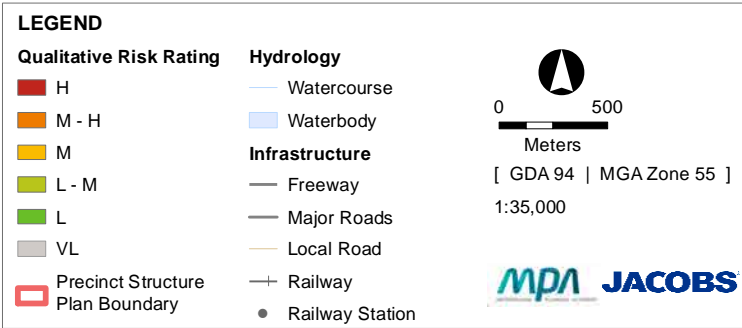 LEGEND
Qualitative Risk Rating
H
M - H
M
L - M
L
VL
Precinct Structure
Plan Boundary
Hydrology
Watercourse
Waterbody
Infrastructure
Freeway
Major Roads
Local Road
Railway
Railway Station
0 500
Meters
[ GDA 94 | MGA Zone 55 ]
1:35,000
MPA
JACOBS